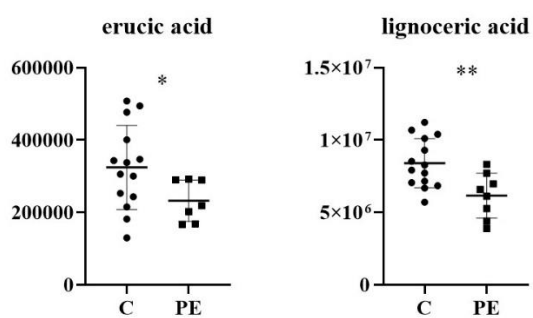 erucic acid
600000
400000
200000
0
*
C
PE
lignoceric acid
1.5×10⁷
1×10⁷
5×10⁶
0
**
C
PE